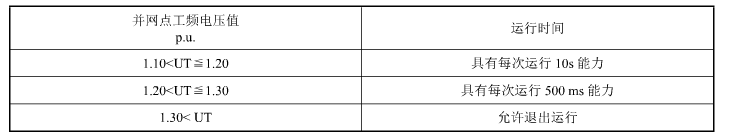 并网点工频电压值
p.u.
运行时间
1.10<UT≦1.20
具有每次运行 10s 能力
1.20<UT≦1.30
具有每次运行 500 ms 能力
1.30< UT
允许退出运行